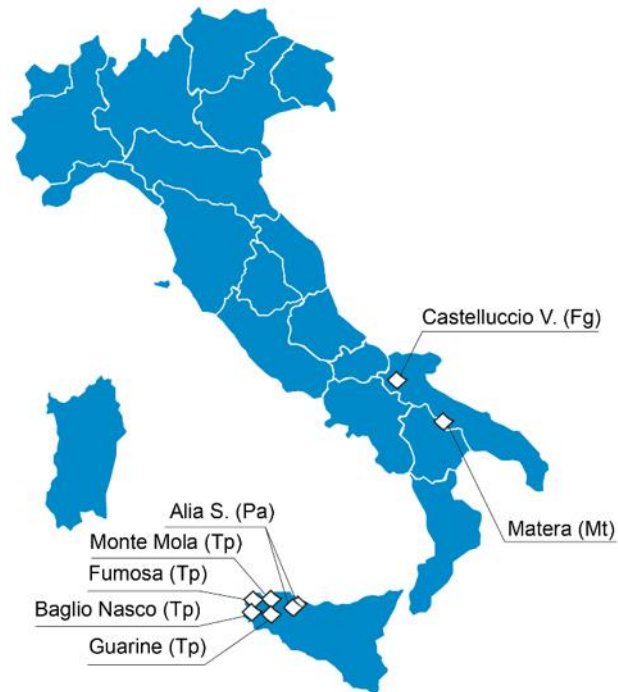 Castelluccio V. (Fg)
Alia S. (Pa)
Matera (Mt)
Monte Mola (Tp)
Fumosa (Tp)
Baglio Nasco (Tp)
Guarine (Tp)